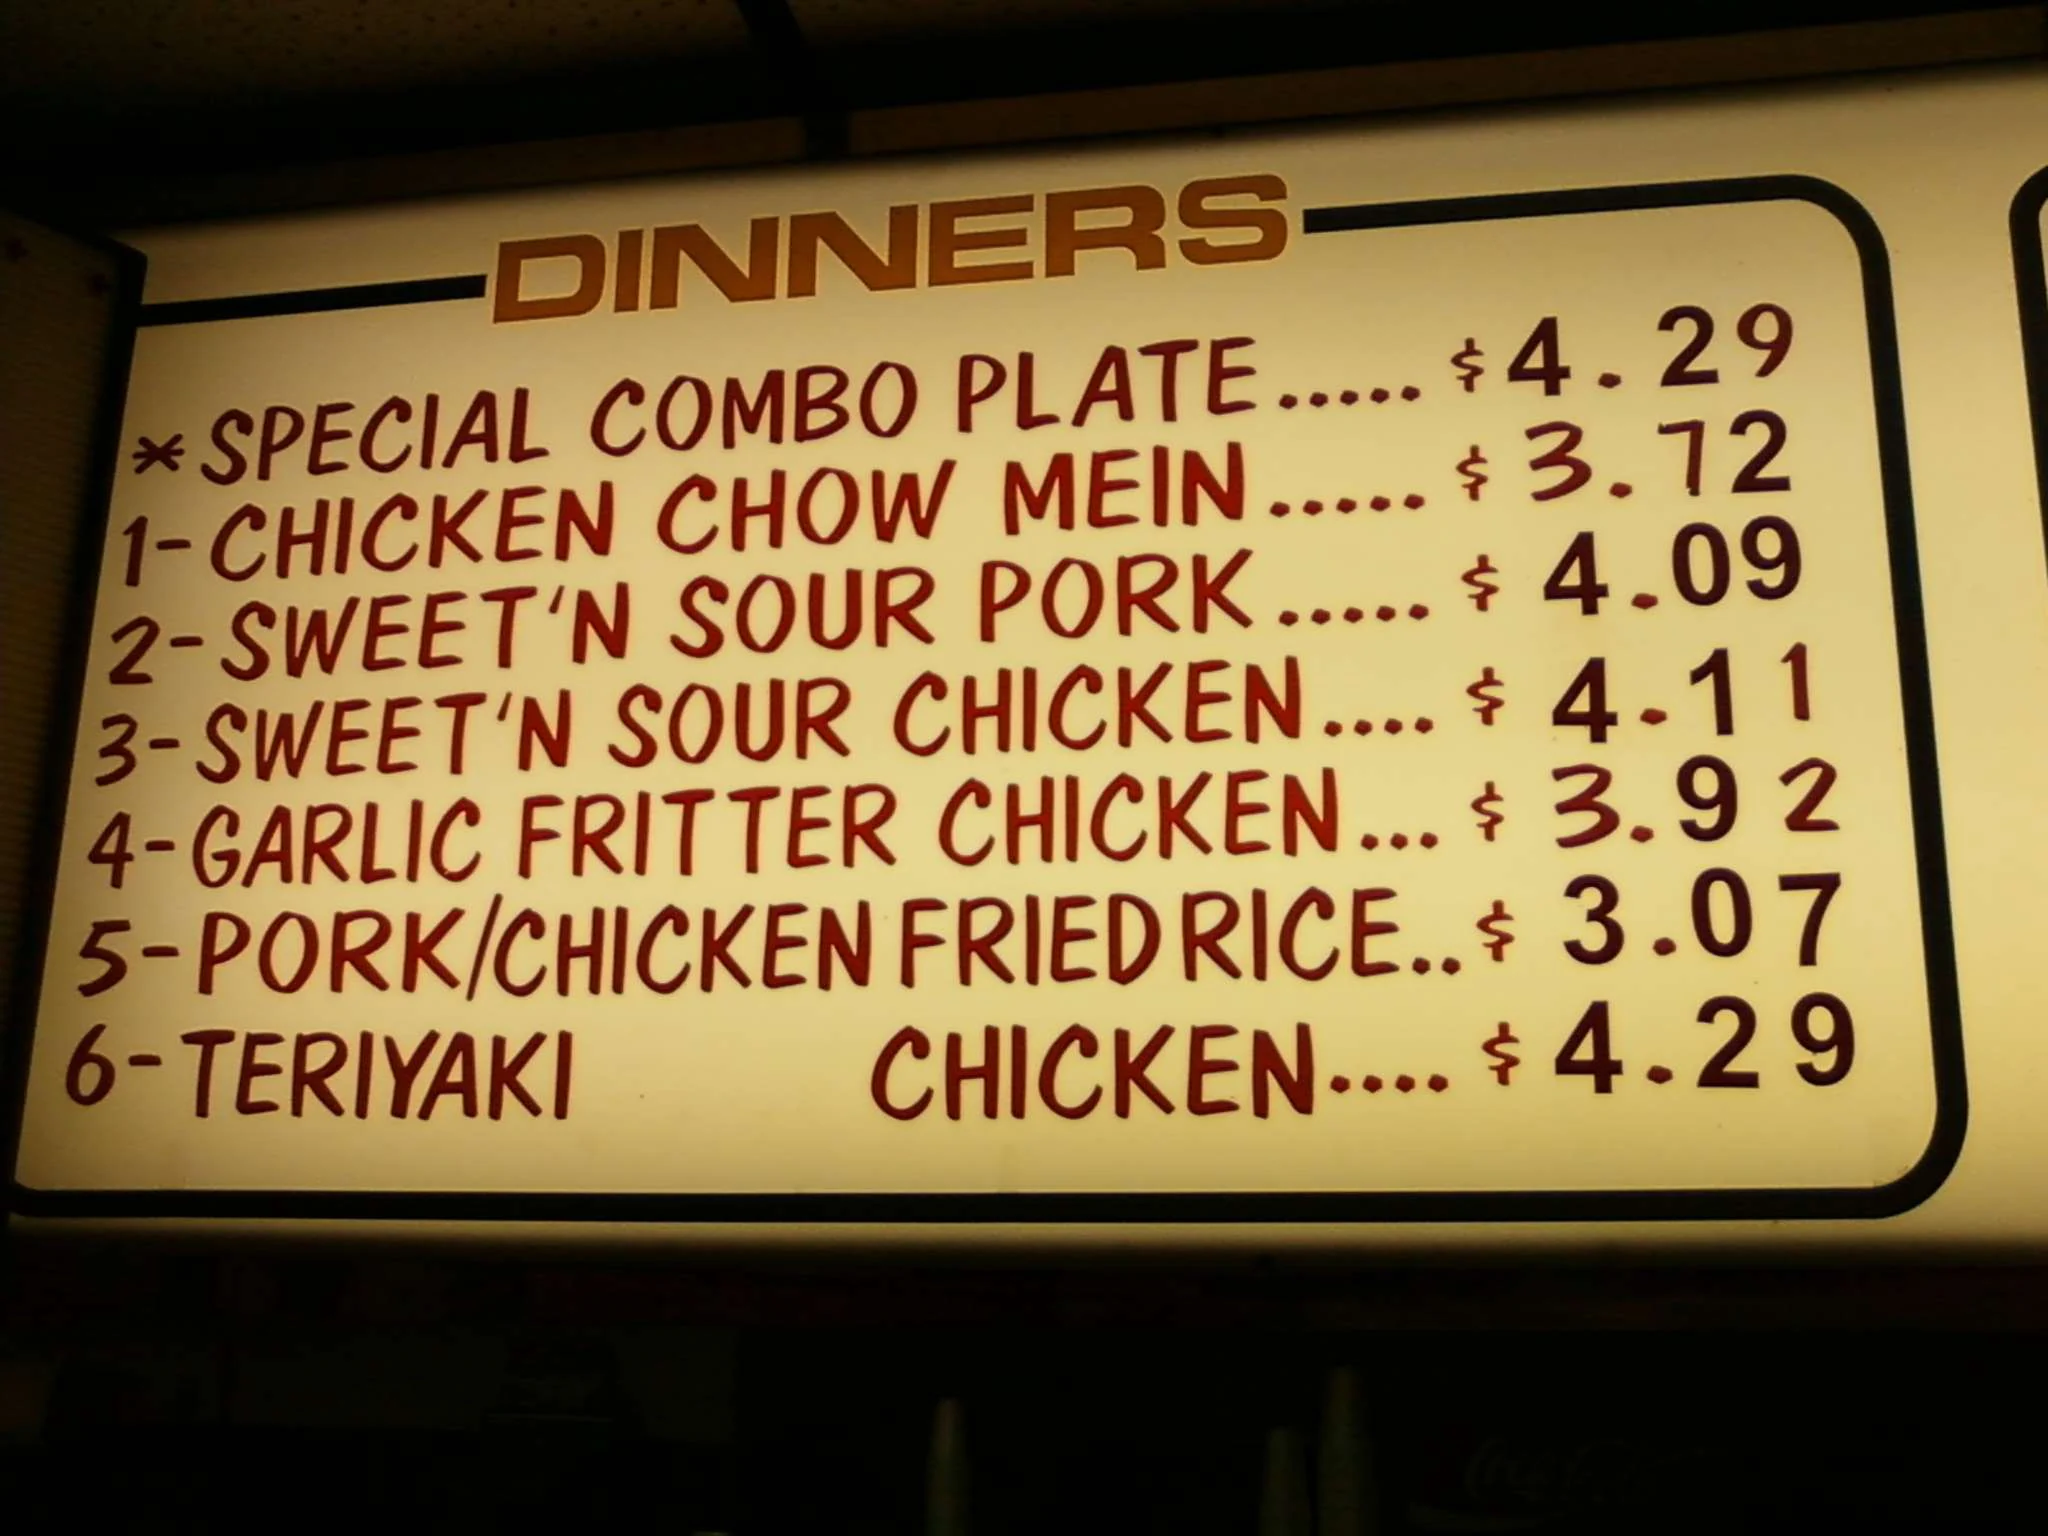 DINNERS
*SPECIAL COMBO PLATE..... $4.29
1-CHICKEN CHOW MEIN..... $3.72
2-SWEET'N SOUR PORK..... $4.09
3-SWEET'N SOUR CHICKEN.... $4.11
4-GARLIC FRITTER CHICKEN... $3.92
5-PORK/CHICKEN FRIED RICE.. $3.07
6-TERIYAKI CHICKEN.... $4.29
Coca-Cola